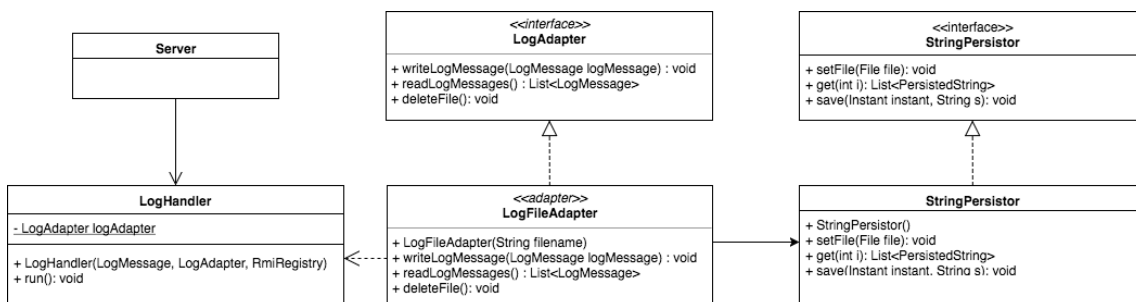 Server
<<interface>>
LogAdapter
+ writeLogMessage(LogMessage logMessage) : void
+ readLogMessages() : List<LogMessage>
+ deleteFile(): void
<<interface>>
StringPersistor
+ setFile(File file): void
+ get(int i): List<PersistedString>
+ save(Instant instant, String s): void
LogHandler
- LogAdapter logAdapter
+ LogHandler(LogMessage, LogAdapter, RmiRegistry)
+ run(): void
<<adapter>>
LogFileAdapter
+ LogFileAdapter(String filename)
+ writeLogMessage(LogMessage logMessage) : void
+ readLogMessages() : List<LogMessage>
+ deleteFile(): void
StringPersistor
+ StringPersistor()
+ setFile(File file): void
+ get(int i): List<PersistedString>
+ save(Instant instant, String s): void